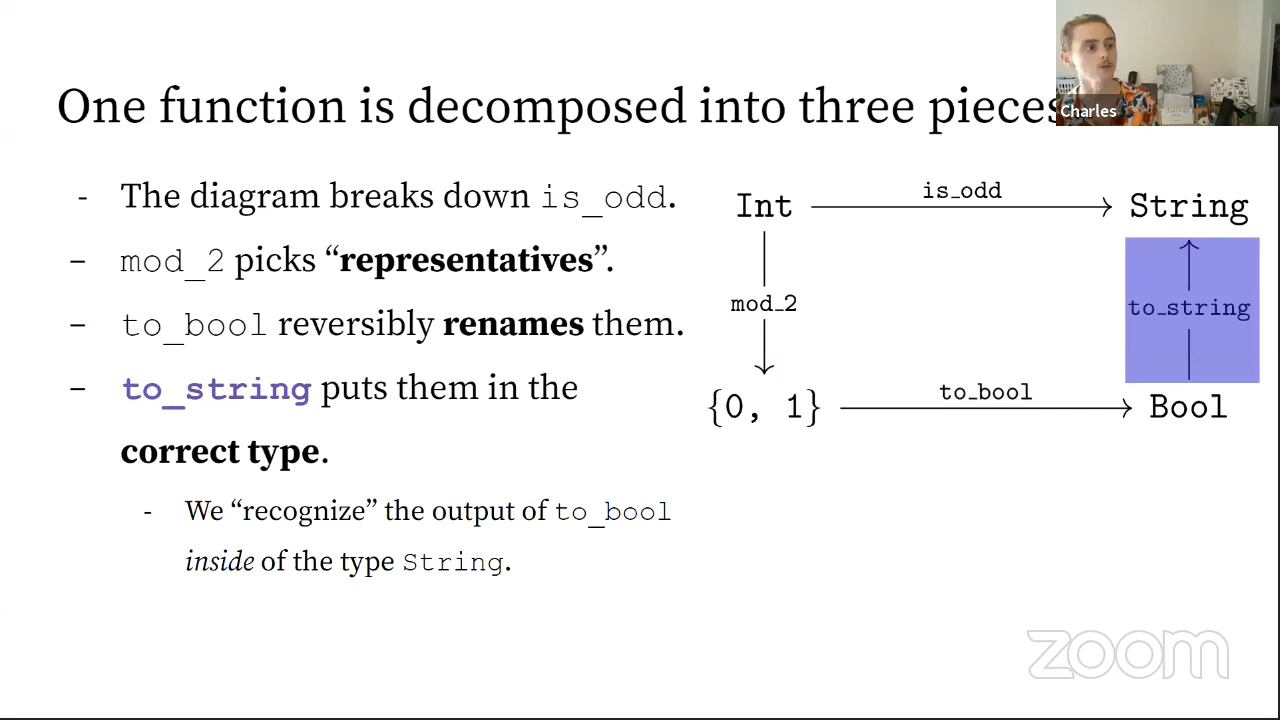 One function is decomposed into three pieces
Charles
- The diagram breaks down is_odd.
- mod_2 picks “representatives”.
- to_bool reversibly renames them.
- to_string puts them in the
correct type.
- We “recognize” the output of to_bool
inside of the type String.
is_odd
Int
String
mod_2
to_string
to_bool
{0, 1}
Bool
zoom